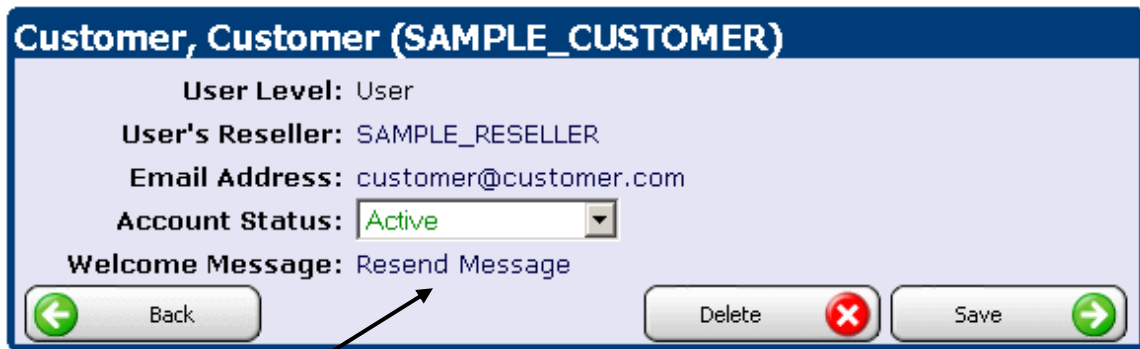 Customer, Customer (SAMPLE_CUSTOMER)
User Level: User
User's Reseller: SAMPLE_RESELLER
Email Address: customer@customer.com
Account Status: Active
Welcome Message: Resend Message
Back Delete Save